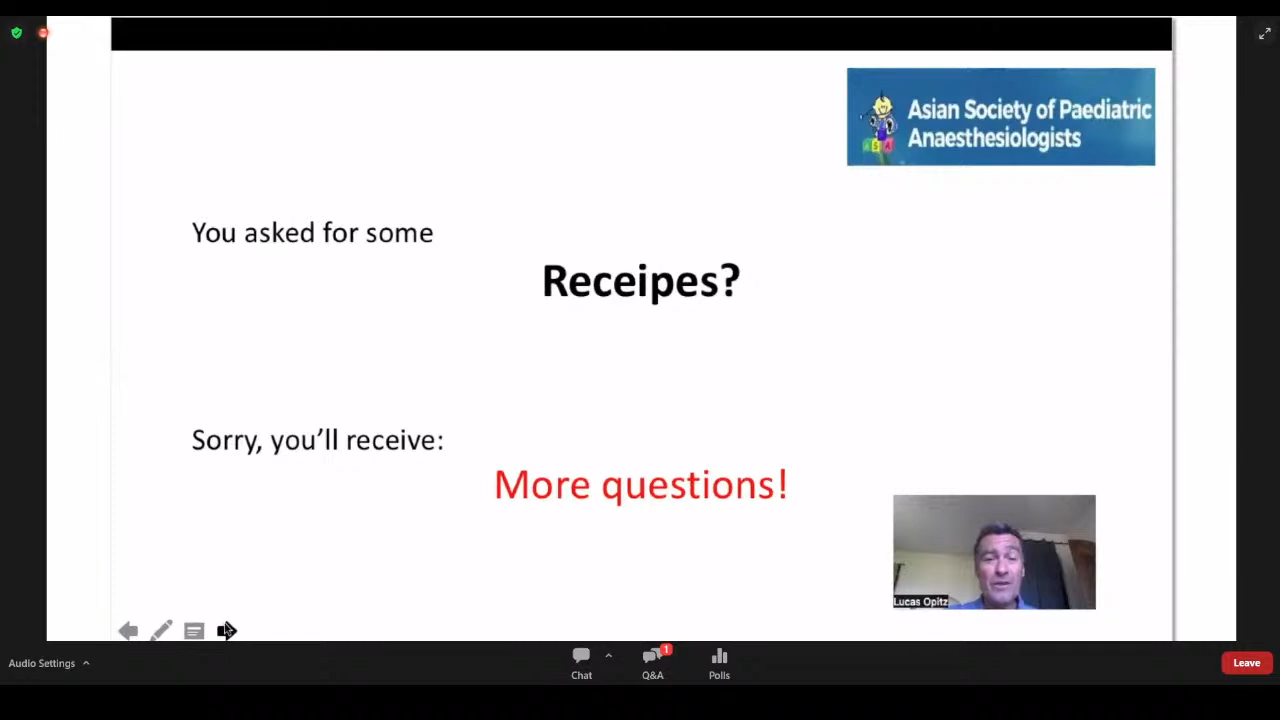 Asian Society of Paediatric
Anaesthesiologists
ASA
You asked for some
Receipes?
Sorry, you'll receive:
More questions!
Lucas Opitz
Audio Settings
Chat
1
Q&A
Polls
Leave